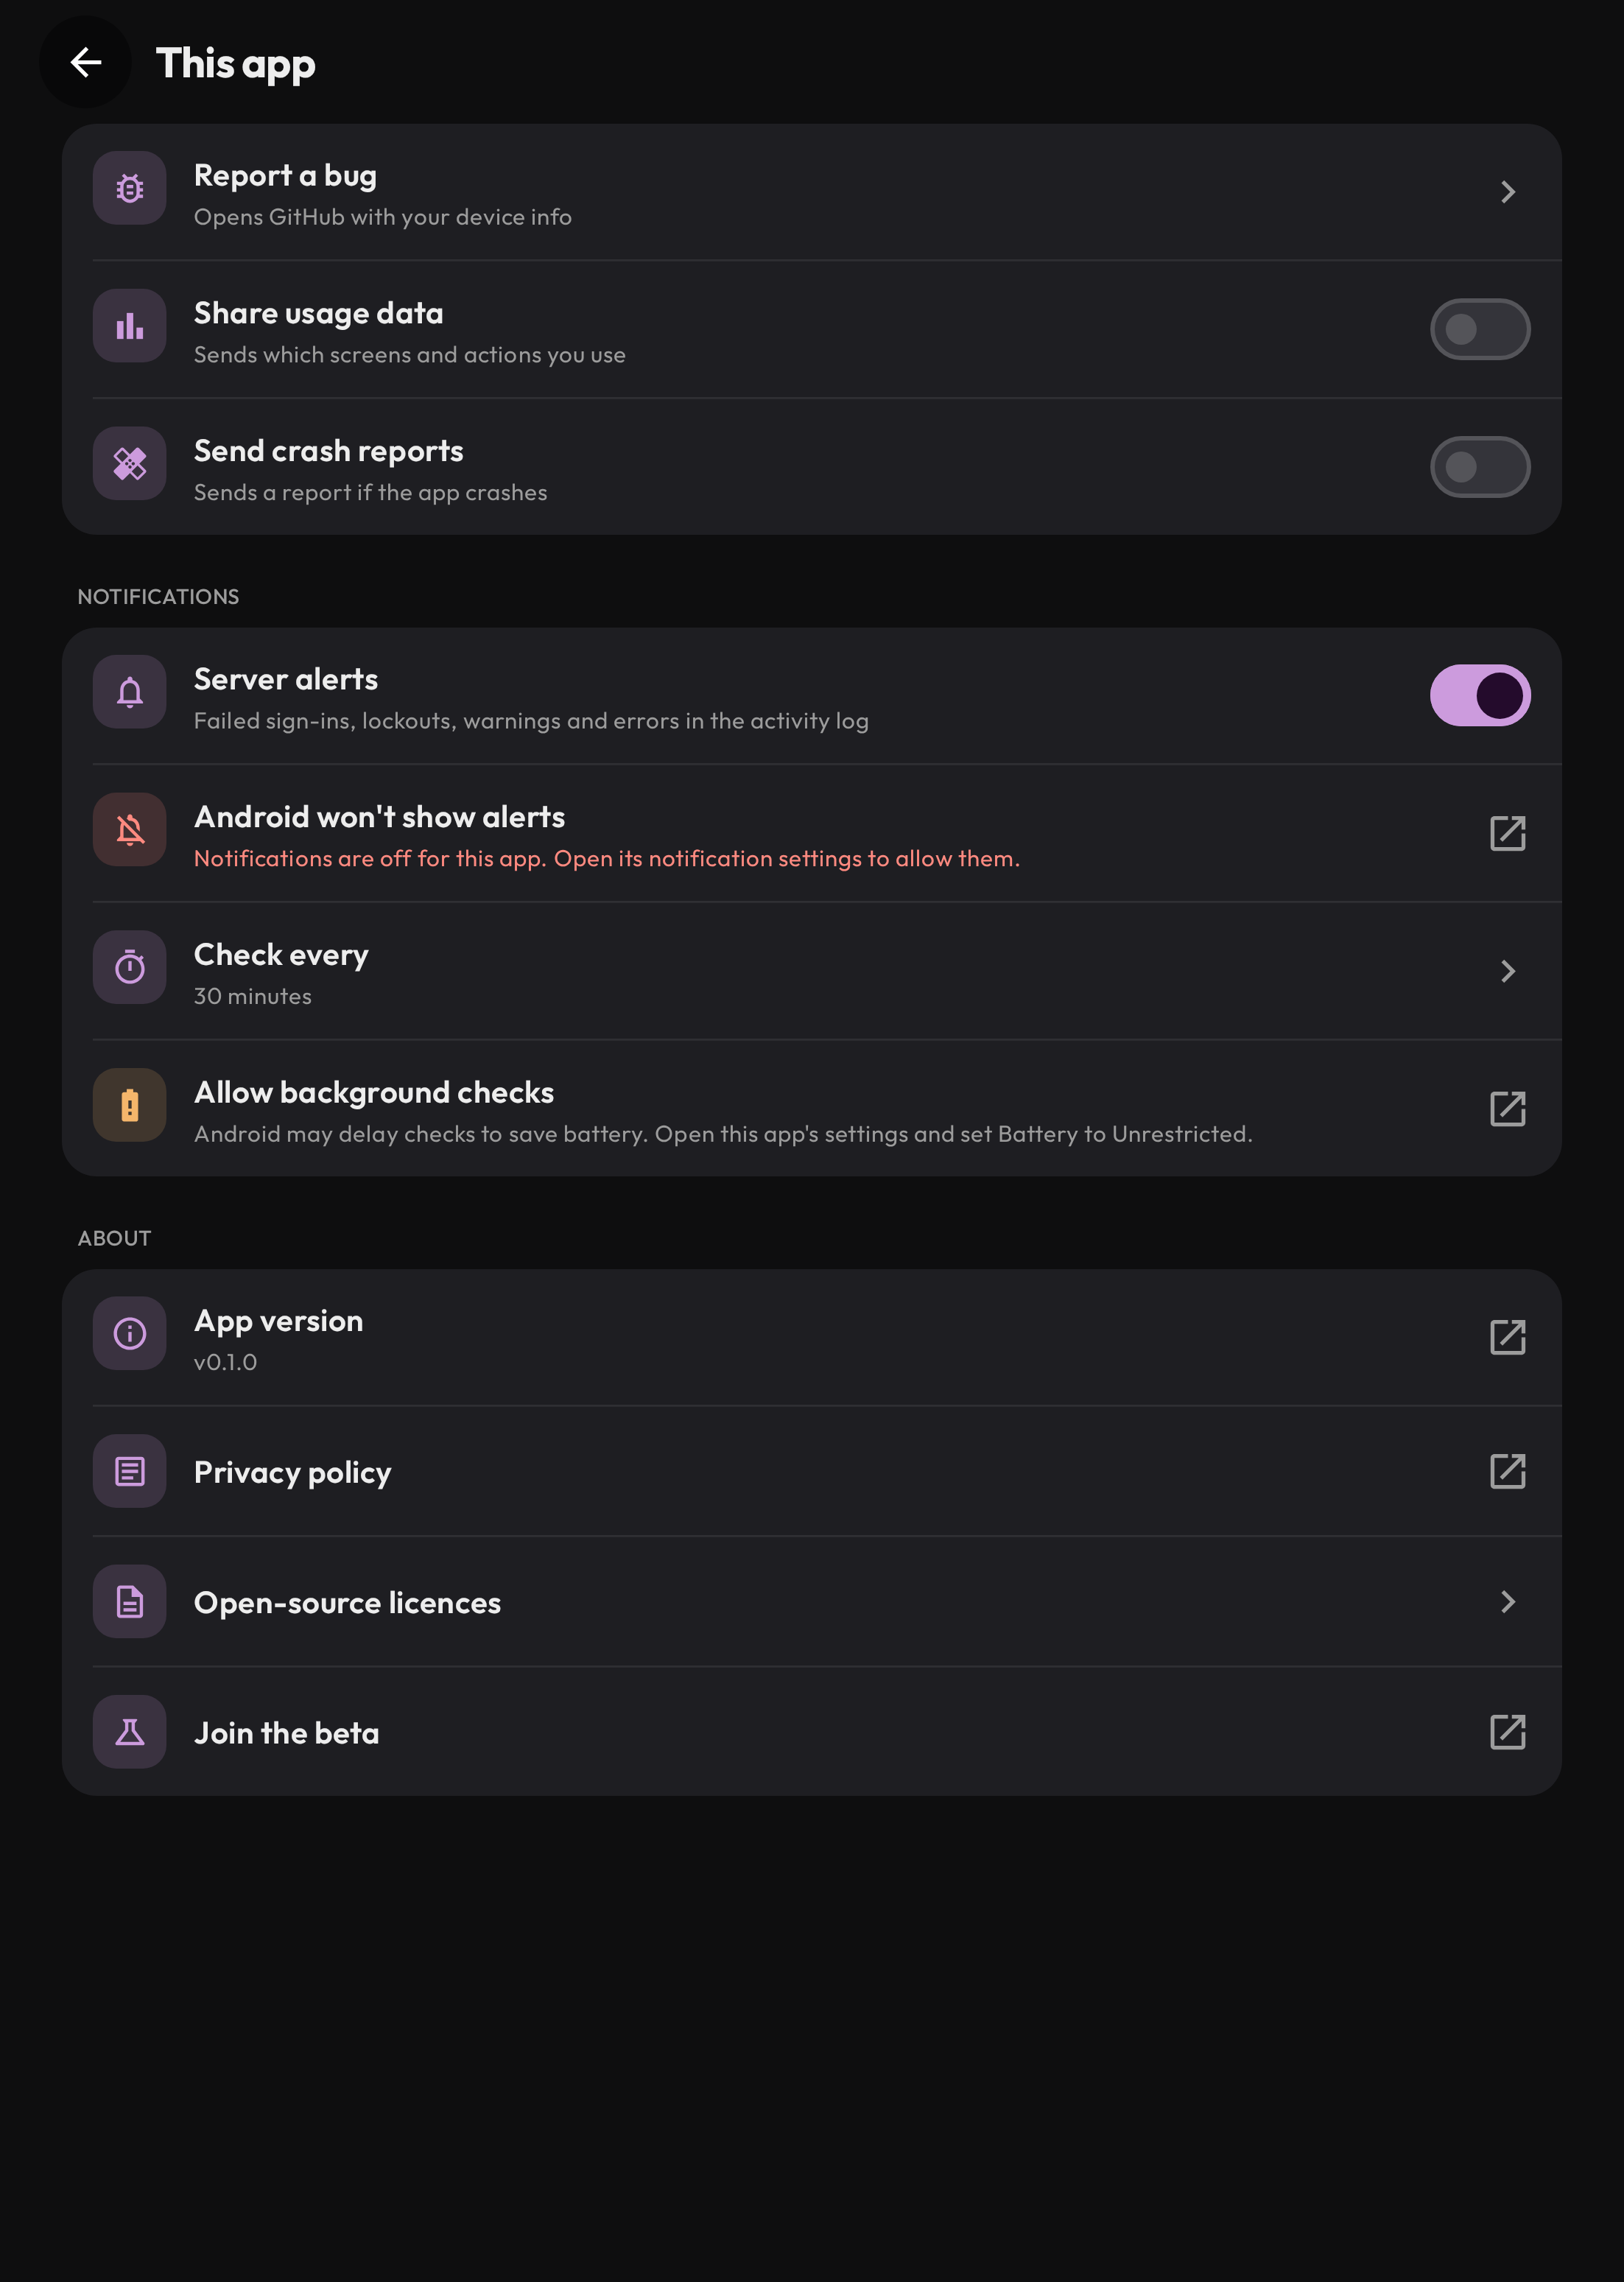 This app
Report a bug
Opens GitHub with your device info
Share usage data
Sends which screens and actions you use
Send crash reports
Sends a report if the app crashes
NOTIFICATIONS
Server alerts
Failed sign-ins, lockouts, warnings and errors in the activity log
Android won't show alerts
Notifications are off for this app. Open its notification settings to allow them.
Check every
30 minutes
Allow background checks
Android may delay checks to save battery. Open this app's settings and set Battery to Unrestricted.
ABOUT
App version
v0.1.0
Privacy policy
Open-source licences
Join the beta